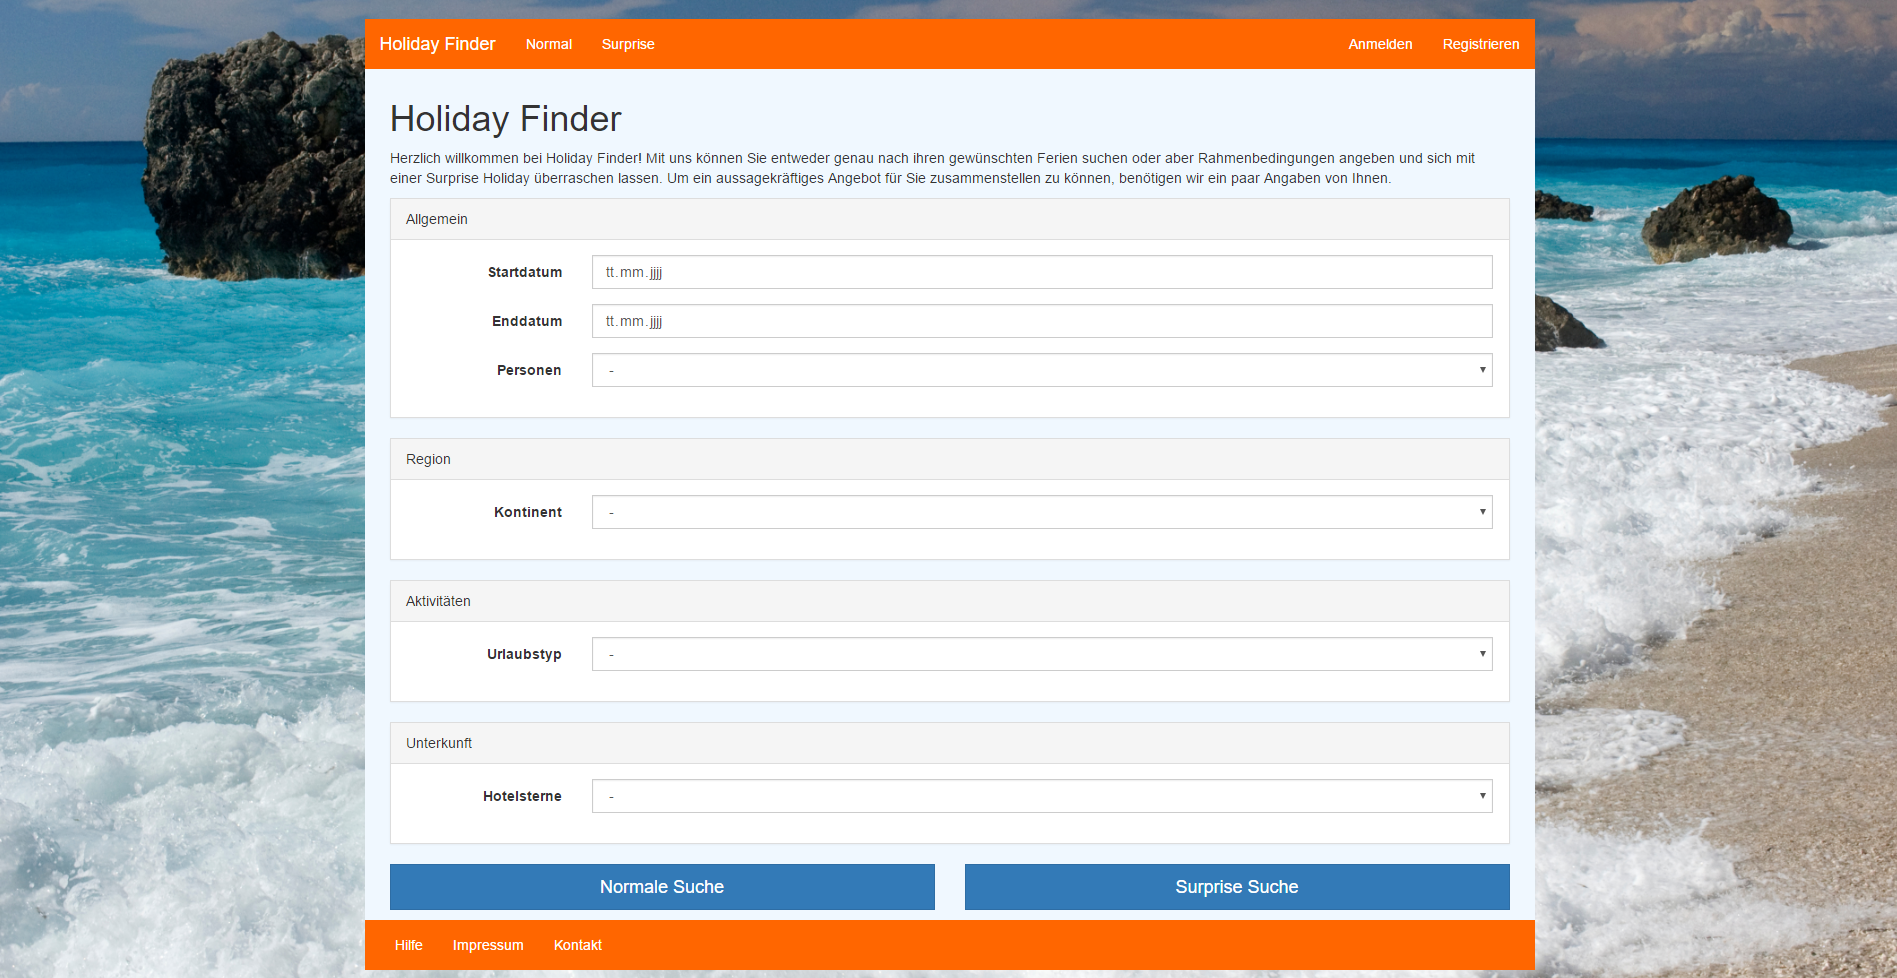 Holiday Finder Normal Surprise Anmelden Registrieren
Holiday Finder
Herzlich willkommen bei Holiday Finder! Mit uns können Sie entweder genau nach ihren gewünschten Ferien suchen oder aber Rahmenbedingungen angeben und sich mit
einer Surprise Holiday überraschen lassen. Um ein aussagekräftiges Angebot für Sie zusammenstellen zu können, benötigen wir ein paar Angaben von Ihnen.
Allgemein
Startdatum tt.mm.jjjj
Enddatum tt.mm.jjjj
Personen -
Region
Kontinent -
Aktivitäten
Urlaubstyp -
Unterkunft
Hotelsterne -
Normale Suche Surprise Suche
Hilfe Impressum Kontakt